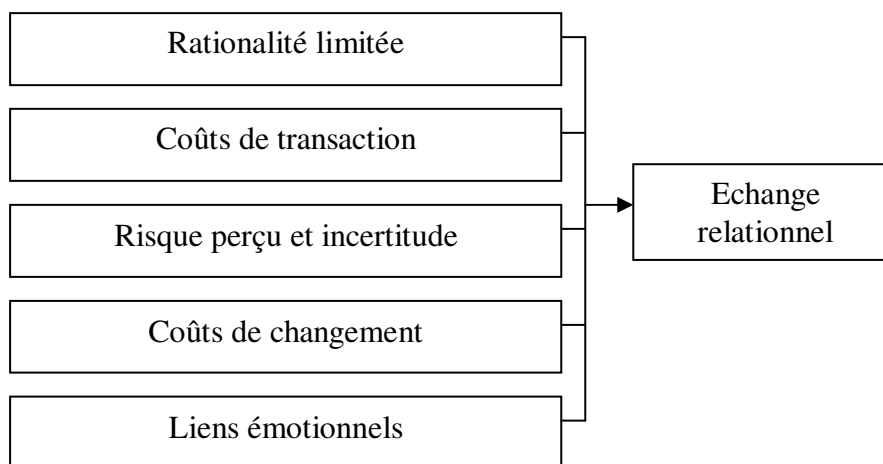 Rationalité limitée
Coûts de transaction
Risque perçu et incertitude
Coûts de changement
Liens émotionnels
Echange
relationnel